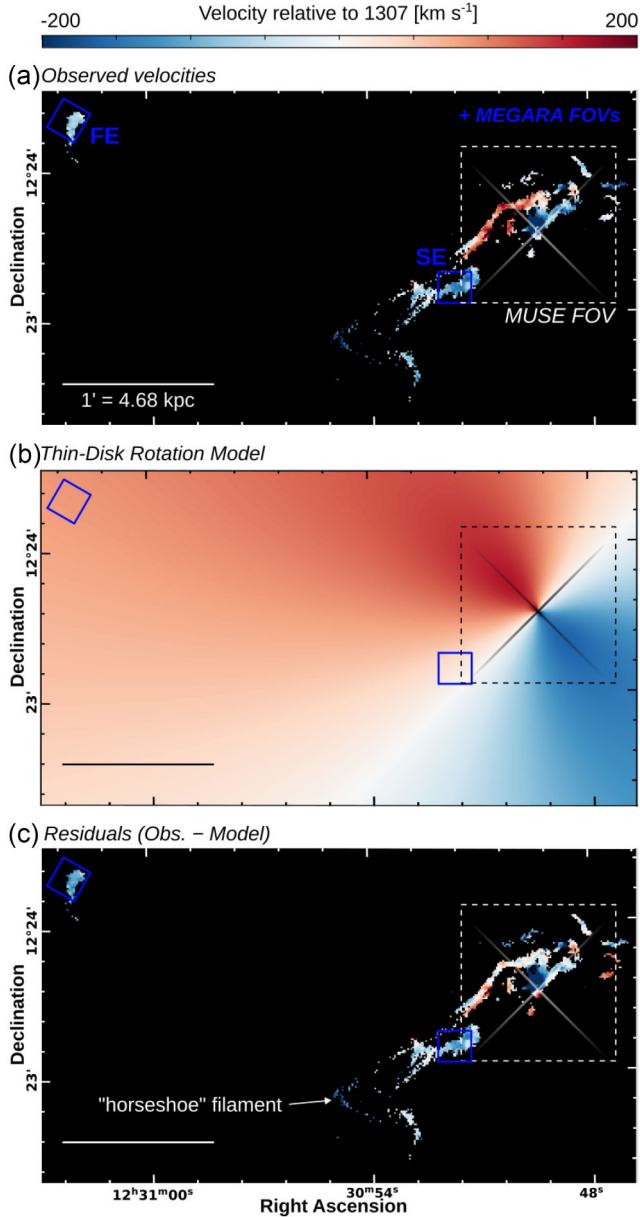 Velocity relative to 1307 [km s⁻¹]
-200 200
(a) Observed velocities
+ MEGARA FOVs
FE
12°24'
SE
Declination
23'
MUSE FOV
1' = 4.68 kpc
(b) Thin-Disk Rotation Model
12°24'
Declination
23'
(c) Residuals (Obs. − Model)
12°24'
Declination
23'
"horseshoe" filament
12ʰ31ᵐ00ˢ 30ᵐ54ˢ 48ˢ
Right Ascension